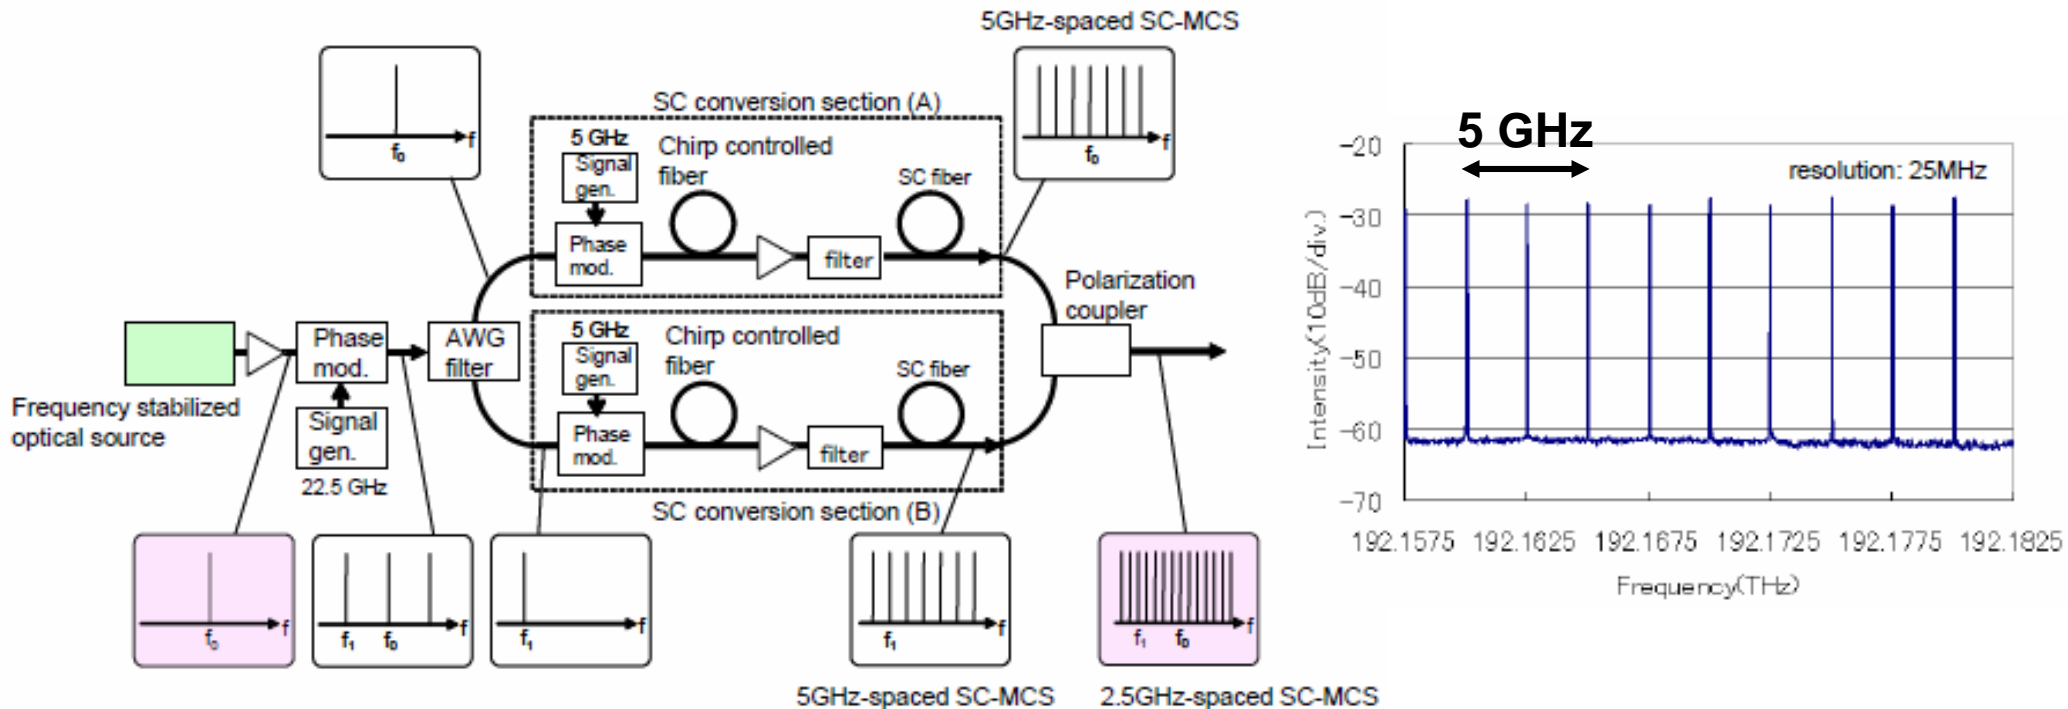 5GHz-spaced SC-MCS
f
f₀
SC conversion section (A)
5 GHz
Signal
gen.
Chirp controlled
fiber
SC fiber
Phase
mod.
filter
f
f₀
Polarization
coupler
Frequency stabilized
optical source
Phase
mod.
Signal
gen.
22.5 GHz
AWG
filter
5 GHz
Signal
gen.
Chirp controlled
fiber
SC fiber
Phase
mod.
filter
SC conversion section (B)
f₀ f
f₁ f₀ f
f₁ f
f₁ f
5GHz-spaced SC-MCS
f₁ f₀ f
2.5GHz-spaced SC-MCS
5 GHz
resolution: 25MHz
Intensity(10dB/div.)
-20
-30
-40
-50
-60
-70
192.1575 192.1625 192.1675 192.1725 192.1775 192.1825
Frequency(THz)